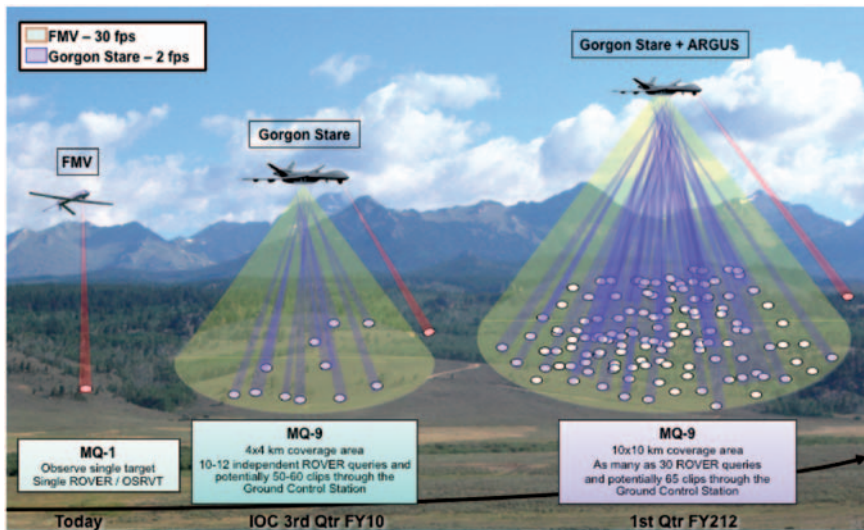 FMV – 30 fps
Gorgon Stare – 2 fps
FMV
Gorgon Stare
Gorgon Stare + ARGUS
MQ-1
Observe single target
Single ROVER / OSRVT
MQ-9
4x4 km coverage area
10-12 independent ROVER queries and
potentially 50-60 clips through the
Ground Control Station
MQ-9
10x10 km coverage area
As many as 30 ROVER queries
and potentially 65 clips through the
Ground Control Station
Today
IOC 3rd Qtr FY10
1st Qtr FY212